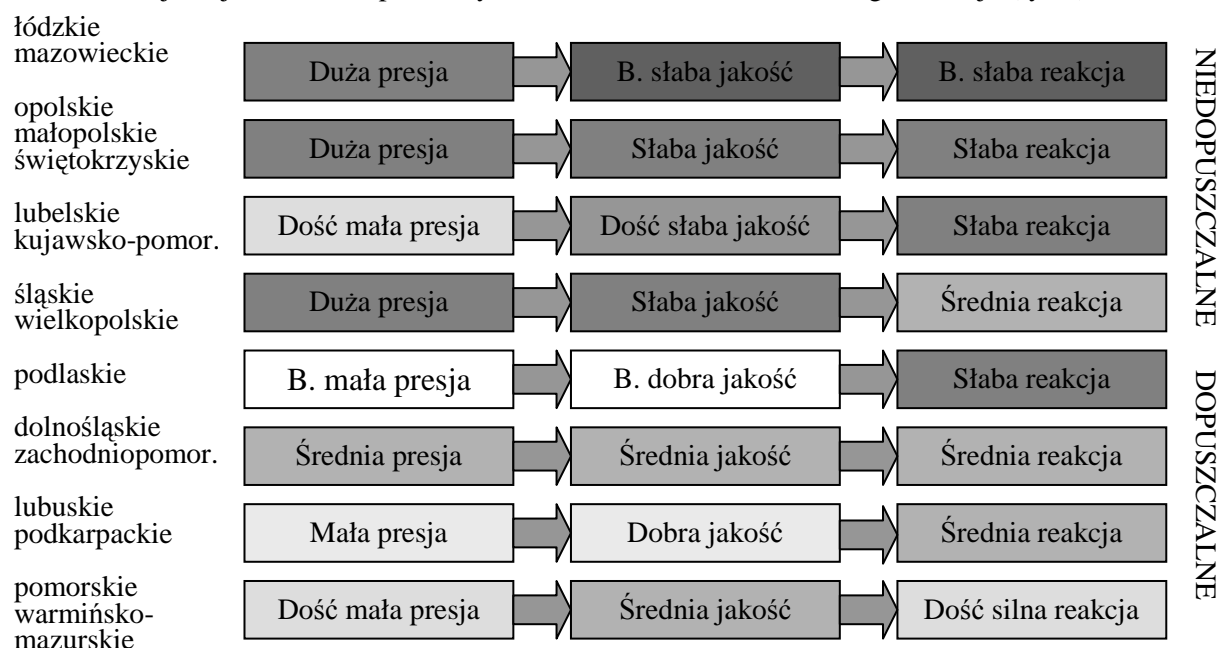 łódzkie
mazowieckie
Duża presja
B. słaba jakość
B. słaba reakcja
opolskie
małopolskie
świętokrzyskie
Duża presja
Słaba jakość
Słaba reakcja
lubelskie
kujawsko-pomor.
Dość mała presja
Dość słaba jakość
Słaba reakcja
śląskie
wielkopolskie
Duża presja
Słaba jakość
Średnia reakcja
NIEDOPUSZCZALNE
podlaskie
B. mała presja
B. dobra jakość
Słaba reakcja
dolnośląskie
zachodniopomor.
Średnia presja
Średnia jakość
Średnia reakcja
lubuskie
podkarpackie
Mała presja
Dobra jakość
Średnia reakcja
pomorskie
warmińsko-
mazurskie
Dość mała presja
Średnia jakość
Dość silna reakcja
DOPUSZCZALNE